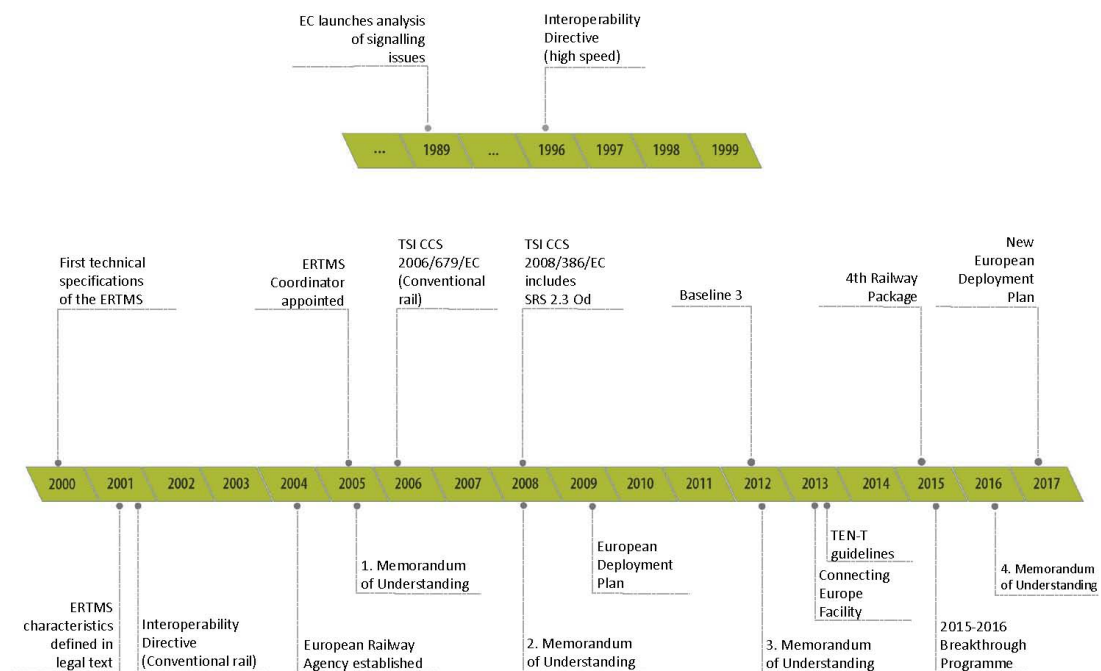 EC launches analysis
of signalling
issues
Interoperability
Directive
(high speed)
... 1989 ... 1996 1997 1998 1999
First technical
specifications
of the ERTMS
ERTMS
Coordinator
appointed
TSI CCS
2006/679/EC
(Conventional
rail)
TSI CCS
2008/386/EC
includes
SRS 2.3 Od
Baseline 3
4th Railway
Package
New
European
Deployment
Plan
2000 2001 2002 2003 2004 2005 2006 2007 2008 2009 2010 2011 2012 2013 2014 2015 2016 2017
ERTMS
characteristics
defined in
legal text
Interoperability
Directive
(Conventional rail)
European Railway
Agency established
1. Memorandum
of Understanding
2. Memorandum
of Understanding
European
Deployment
Plan
3. Memorandum
of Understanding
TEN-T
guidelines
Connecting
Europe
Facility
2015-2016
Breakthrough
Programme
4. Memorandum
of Understanding